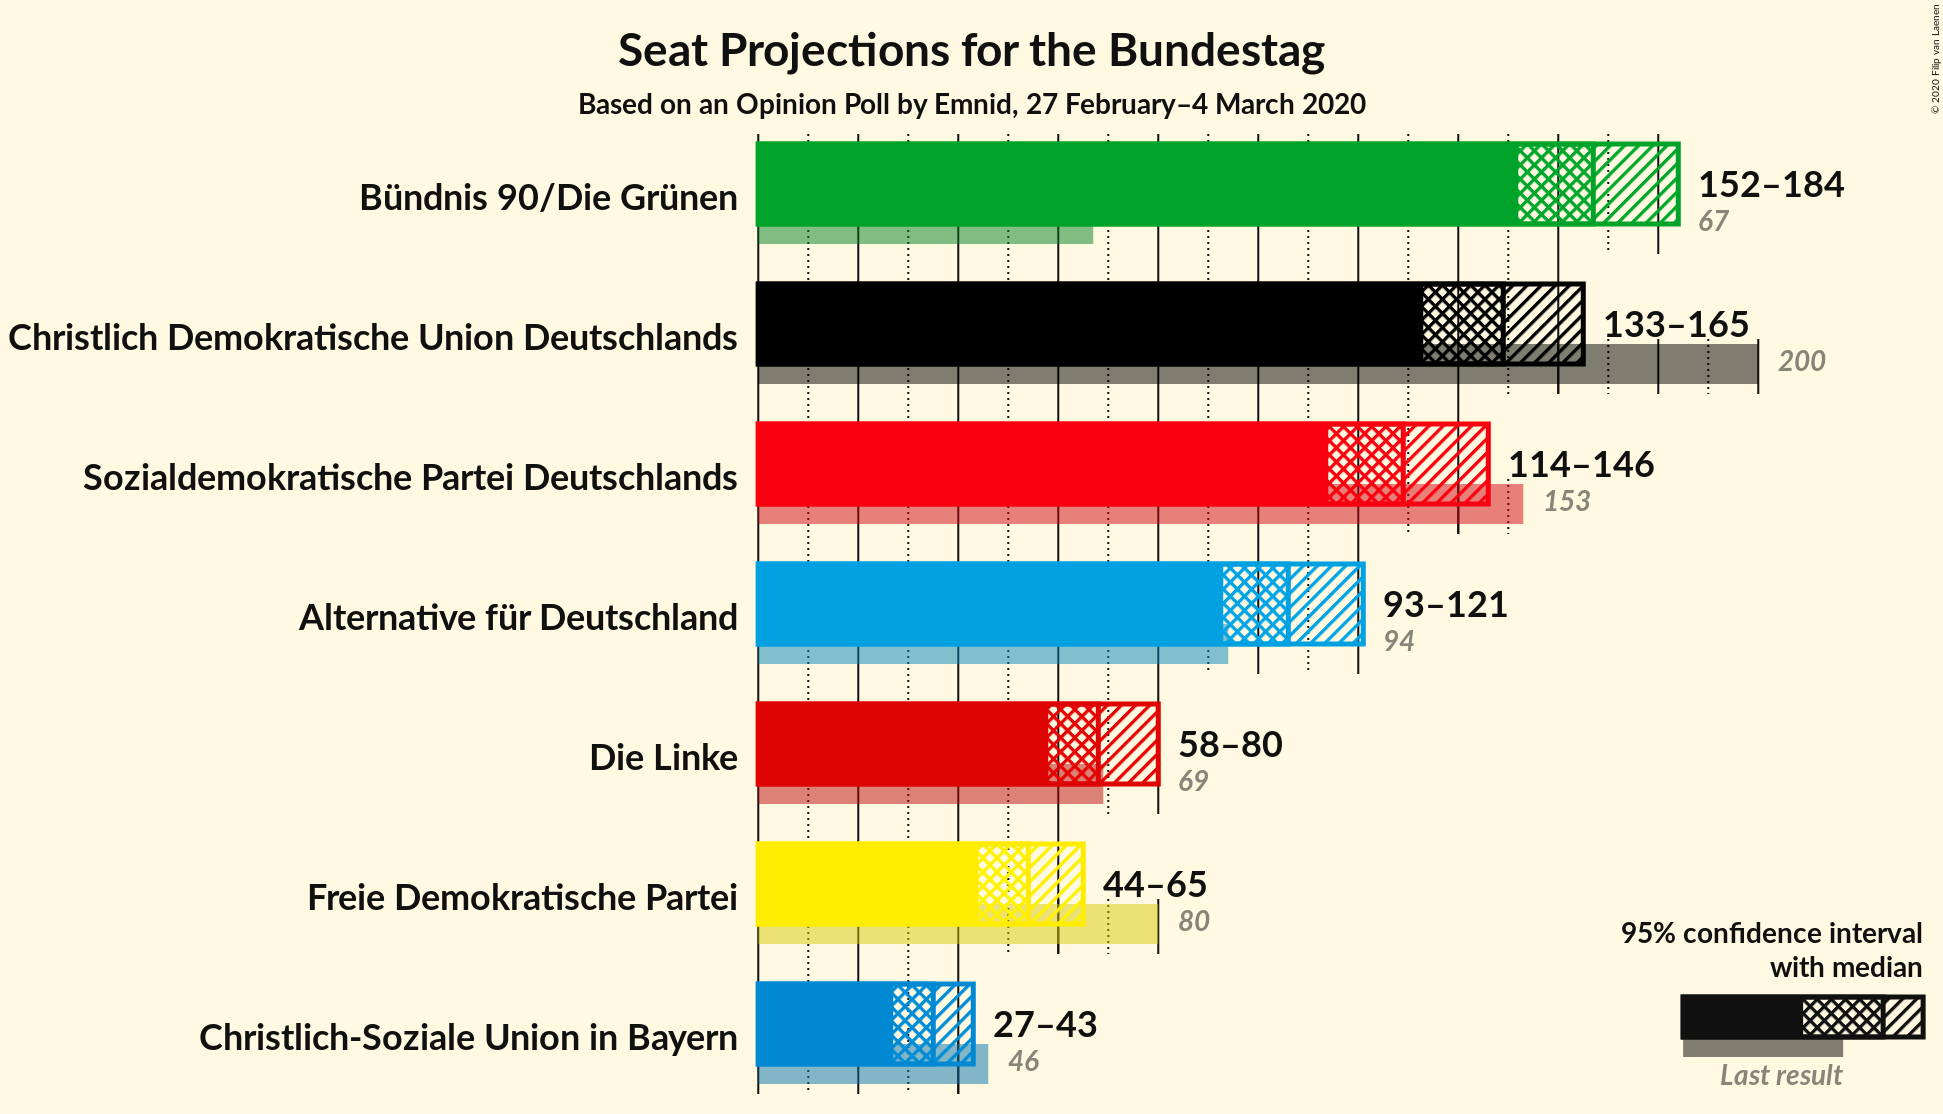 Seat Projections for the Bundestag
Based on an Opinion Poll by Emnid, 27 February–4 March 2020
© 2020 Filip van Laenen
Bündnis 90/Die Grünen
152–184
67
Christlich Demokratische Union Deutschlands
133–165
200
Sozialdemokratische Partei Deutschlands
114–146
153
Alternative für Deutschland
93–121
94
Die Linke
58–80
69
Freie Demokratische Partei
44–65
80
Christlich-Soziale Union in Bayern
27–43
46
95% confidence interval
with median
Last result